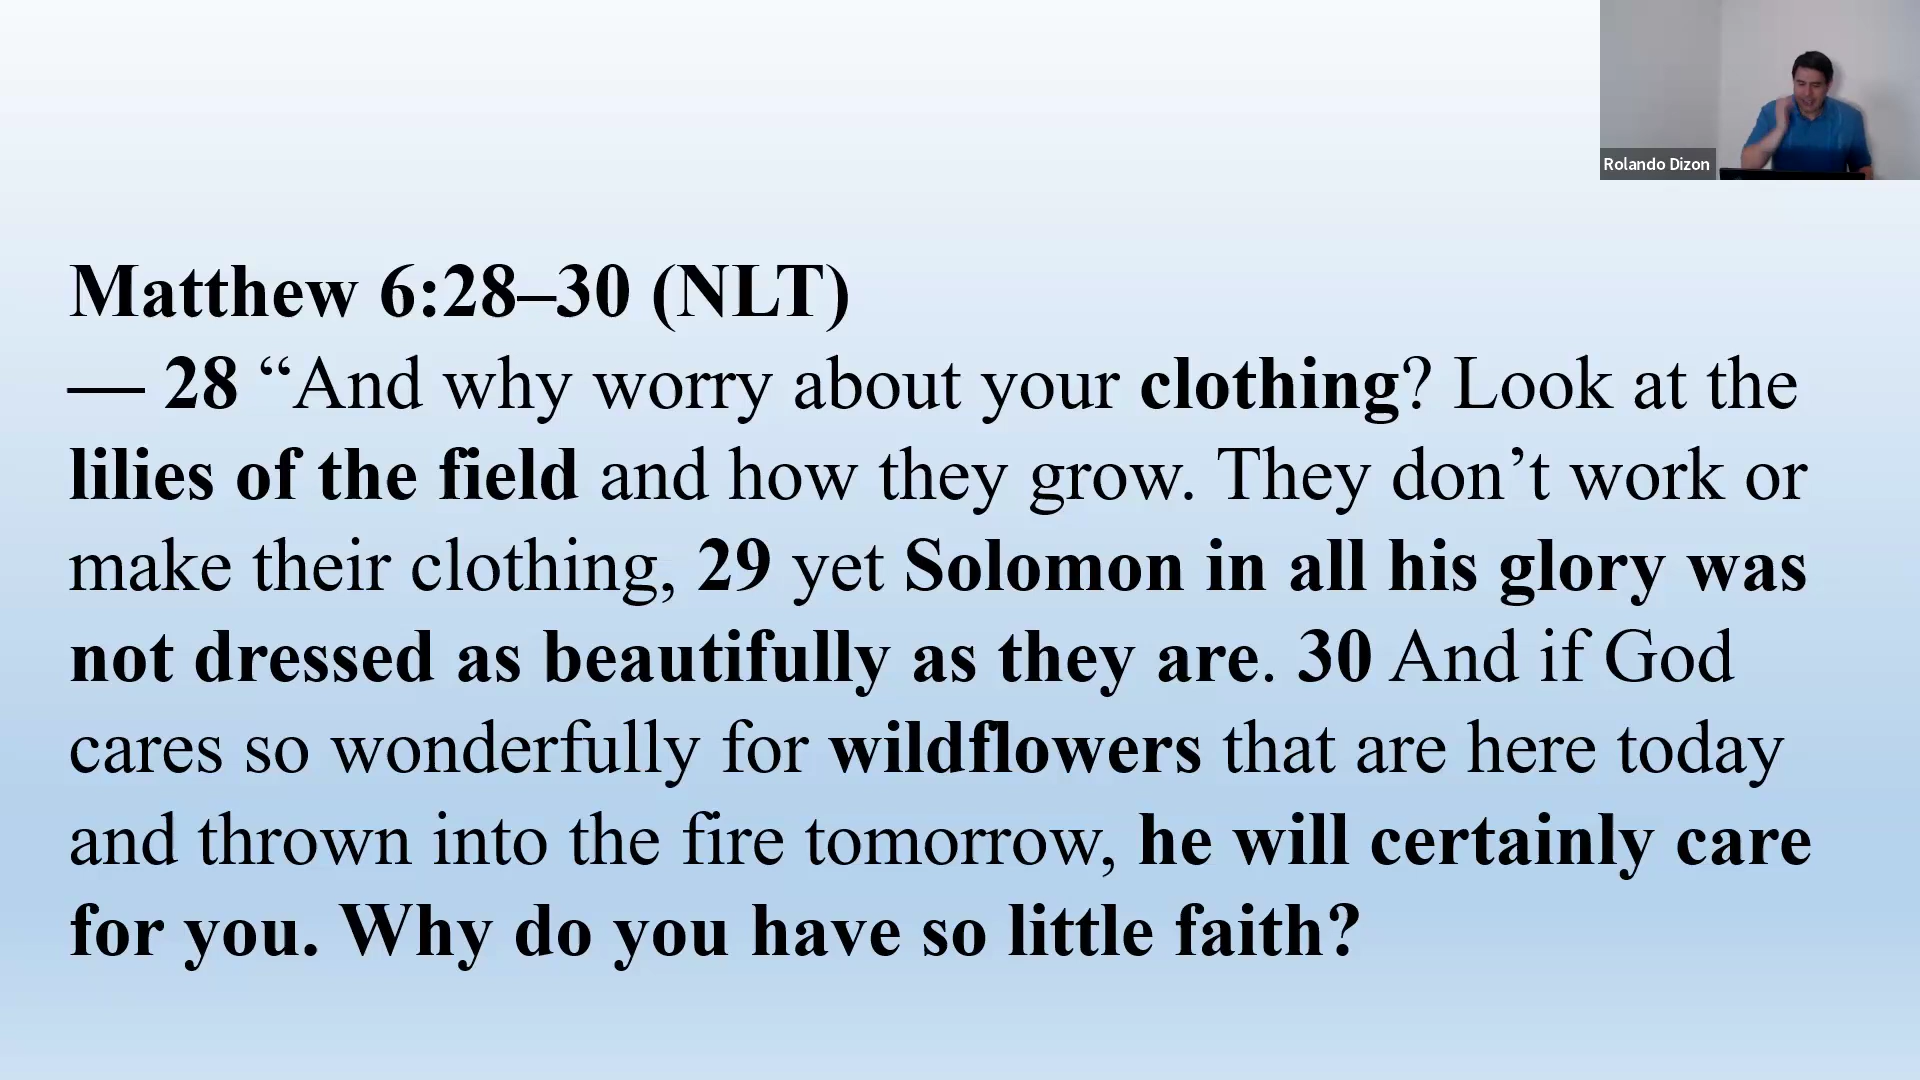 Rolando Dizon
Matthew 6:28–30 (NLT)
— 28 “And why worry about your clothing? Look at the
lilies of the field and how they grow. They don’t work or
make their clothing, 29 yet Solomon in all his glory was
not dressed as beautifully as they are. 30 And if God
cares so wonderfully for wildflowers that are here today
and thrown into the fire tomorrow, he will certainly care
for you. Why do you have so little faith?